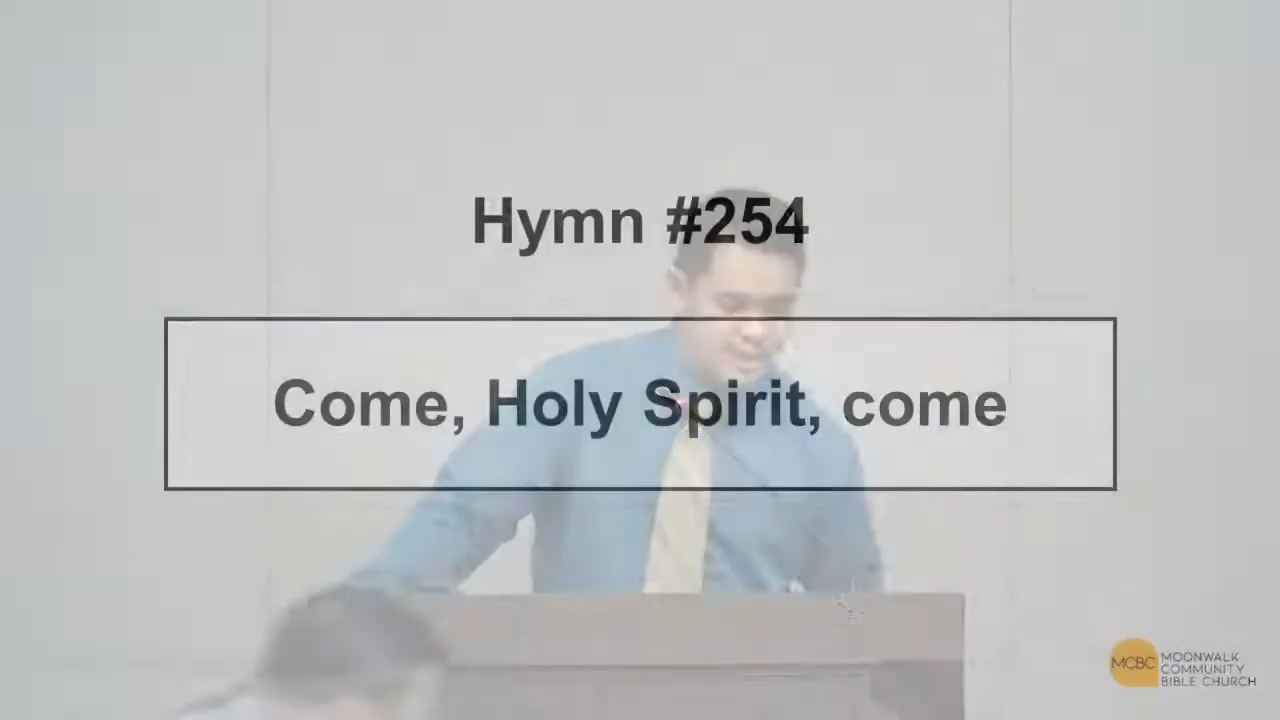 Hymn #254
Come, Holy Spirit, come
MCBC
MOONWALK
COMMUNITY
BIBLE CHURCH